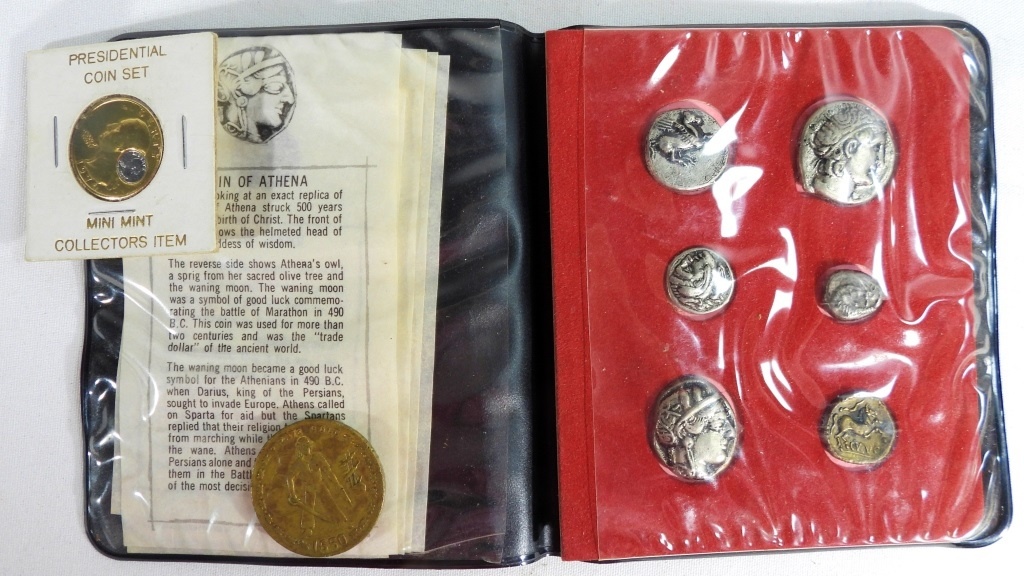 PRESIDENTIAL
COIN SET
MINI MINT
COLLECTORS ITEM
IN OF ATHENA
oking at an exact replica of
Athena struck 500 years
birth of Christ. The front of
ows the helmeted head of
ddess of wisdom.
The reverse side shows Athena's owl,
a sprig from her sacred olive tree and
the waning moon. The waning moon
was a symbol of good luck commemo-
rating the battle of Marathon in 490
B.C. This coin was used for more than
two centuries and was the "trade
dollar" of the ancient world.
The waning moon became a good luck
symbol for the Athenians in 490 B.C.
when Darius, king of the Persians,
sought to invade Europe. Athens called
on Sparta for aid but the Spartans
replied that their religion
from marching while
the wane. Athens
Persians alone and
them in the Batt
of the most decisi